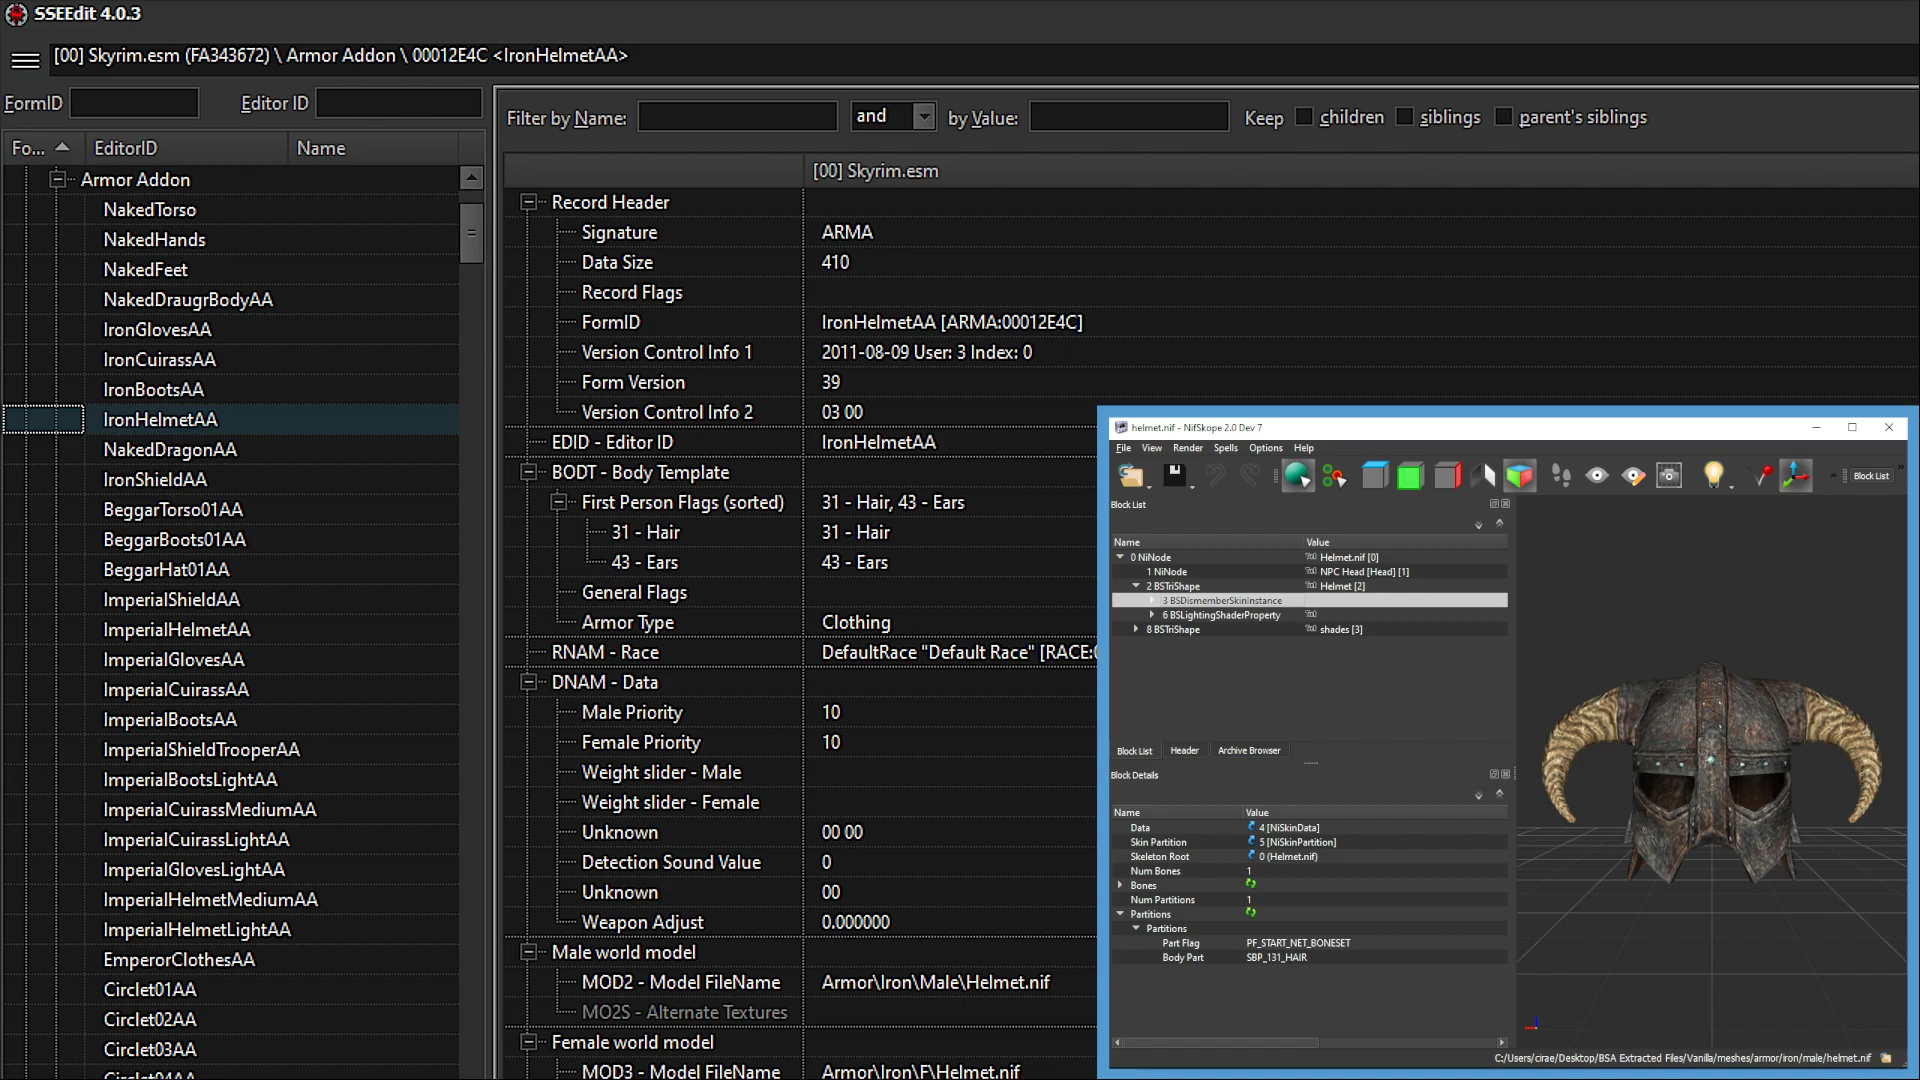 SSEEdit 4.0.3
[00] Skyrim.esm (FA343672) \ Armor Addon \ 00012E4C <IronHelmetAA>
FormID
Editor ID
Fo... EditorID Name
Armor Addon
NakedTorso
NakedHands
NakedFeet
NakedDraugrBodyAA
IronGlovesAA
IronCuirassAA
IronBootsAA
IronHelmetAA
NakedDragonAA
IronShieldAA
BeggarTorso01AA
BeggarBoots01AA
BeggarHat01AA
ImperialShieldAA
ImperialHelmetAA
ImperialGlovesAA
ImperialCuirassAA
ImperialBootsAA
ImperialShieldTrooperAA
ImperialBootsLightAA
ImperialCuirassMediumAA
ImperialCuirassLightAA
ImperialGlovesLightAA
ImperialHelmetMediumAA
ImperialHelmetLightAA
EmperorClothesAA
Circlet01AA
Circlet02AA
Circlet03AA
Circlet04AA
Filter by Name: and by Value: Keep children siblings parent's siblings
[00] Skyrim.esm
Record Header
Signature ARMA
Data Size 410
Record Flags
FormID IronHelmetAA [ARMA:00012E4C]
Version Control Info 1 2011-08-09 User: 3 Index: 0
Form Version 39
Version Control Info 2 03 00
EDID - Editor ID IronHelmetAA
BODT - Body Template
First Person Flags (sorted) 31 - Hair, 43 - Ears
31 - Hair 31 - Hair
43 - Ears 43 - Ears
General Flags
Armor Type Clothing
RNAM - Race DefaultRace "Default Race" [RACE:0
DNAM - Data
Male Priority 10
Female Priority 10
Weight slider - Male
Weight slider - Female
Unknown 00 00
Detection Sound Value 0
Unknown 00
Weapon Adjust 0.000000
Male world model
MOD2 - Model FileName Armor\Iron\Male\Helmet.nif
MO2S - Alternate Textures
Female world model
MOD3 - Model FileName Armor\Iron\F\Helmet.nif
helmet.nif - NifSkope 2.0 Dev 7
File View Render Spells Options Help
Block List
Block List
Name Value
0 NiNode Txt Helmet.nif [0]
1 NiNode Txt NPC Head [Head] [1]
2 BSTriShape Txt Helmet [2]
3 BSDismemberSkinInstance
6 BSLightingShaderProperty Txt
8 BSTriShape Txt shades [3]
Block List Header Archive Browser
Block Details
Name Value
Data 4 [NiSkinData]
Skin Partition 5 [NiSkinPartition]
Skeleton Root 0 (Helmet.nif)
Num Bones 1
Bones
Num Partitions 1
Partitions
Partitions
Part Flag PF_START_NET_BONESET
Body Part SBP_131_HAIR
C:/Users/cirae/Desktop/BSA Extracted Files/Vanilla/meshes/armor/iron/male/helmet.nif